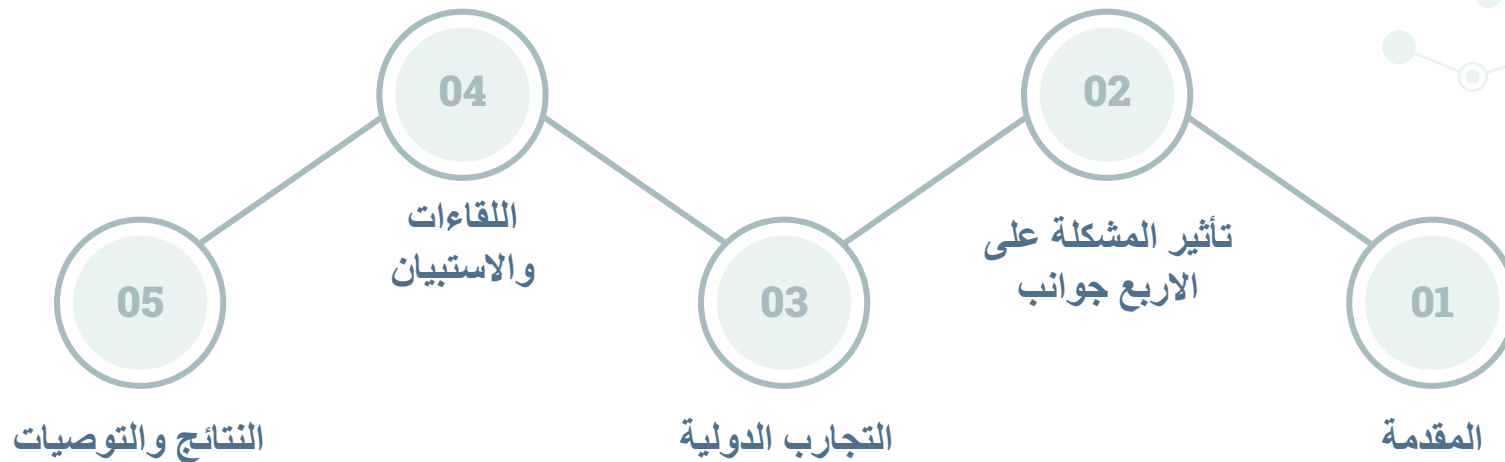 01
المقدمة
02
تأثير المشكلة على
الاربع جوانب
03
التجارب الدولية
04
اللقاءات
والاستبيان
05
النتائج والتوصيات